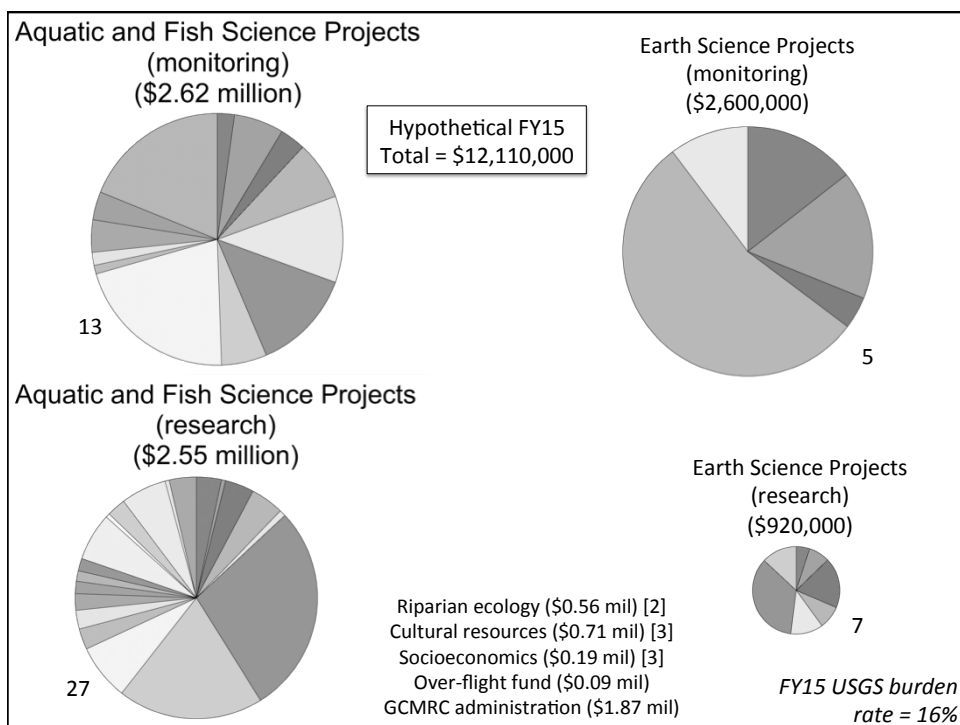 Aquatic and Fish Science Projects
(monitoring)
($2.62 million)
13
Hypothetical FY15
Total = $12,110,000
Earth Science Projects
(monitoring)
($2,600,000)
5
Aquatic and Fish Science Projects
(research)
($2.55 million)
27
Earth Science Projects
(research)
($920,000)
7
Riparian ecology ($0.56 mil) [2]
Cultural resources ($0.71 mil) [3]
Socioeconomics ($0.19 mil) [3]
Over-flight fund ($0.09 mil)
GCMRC administration ($1.87 mil)
FY15 USGS burden
rate = 16%